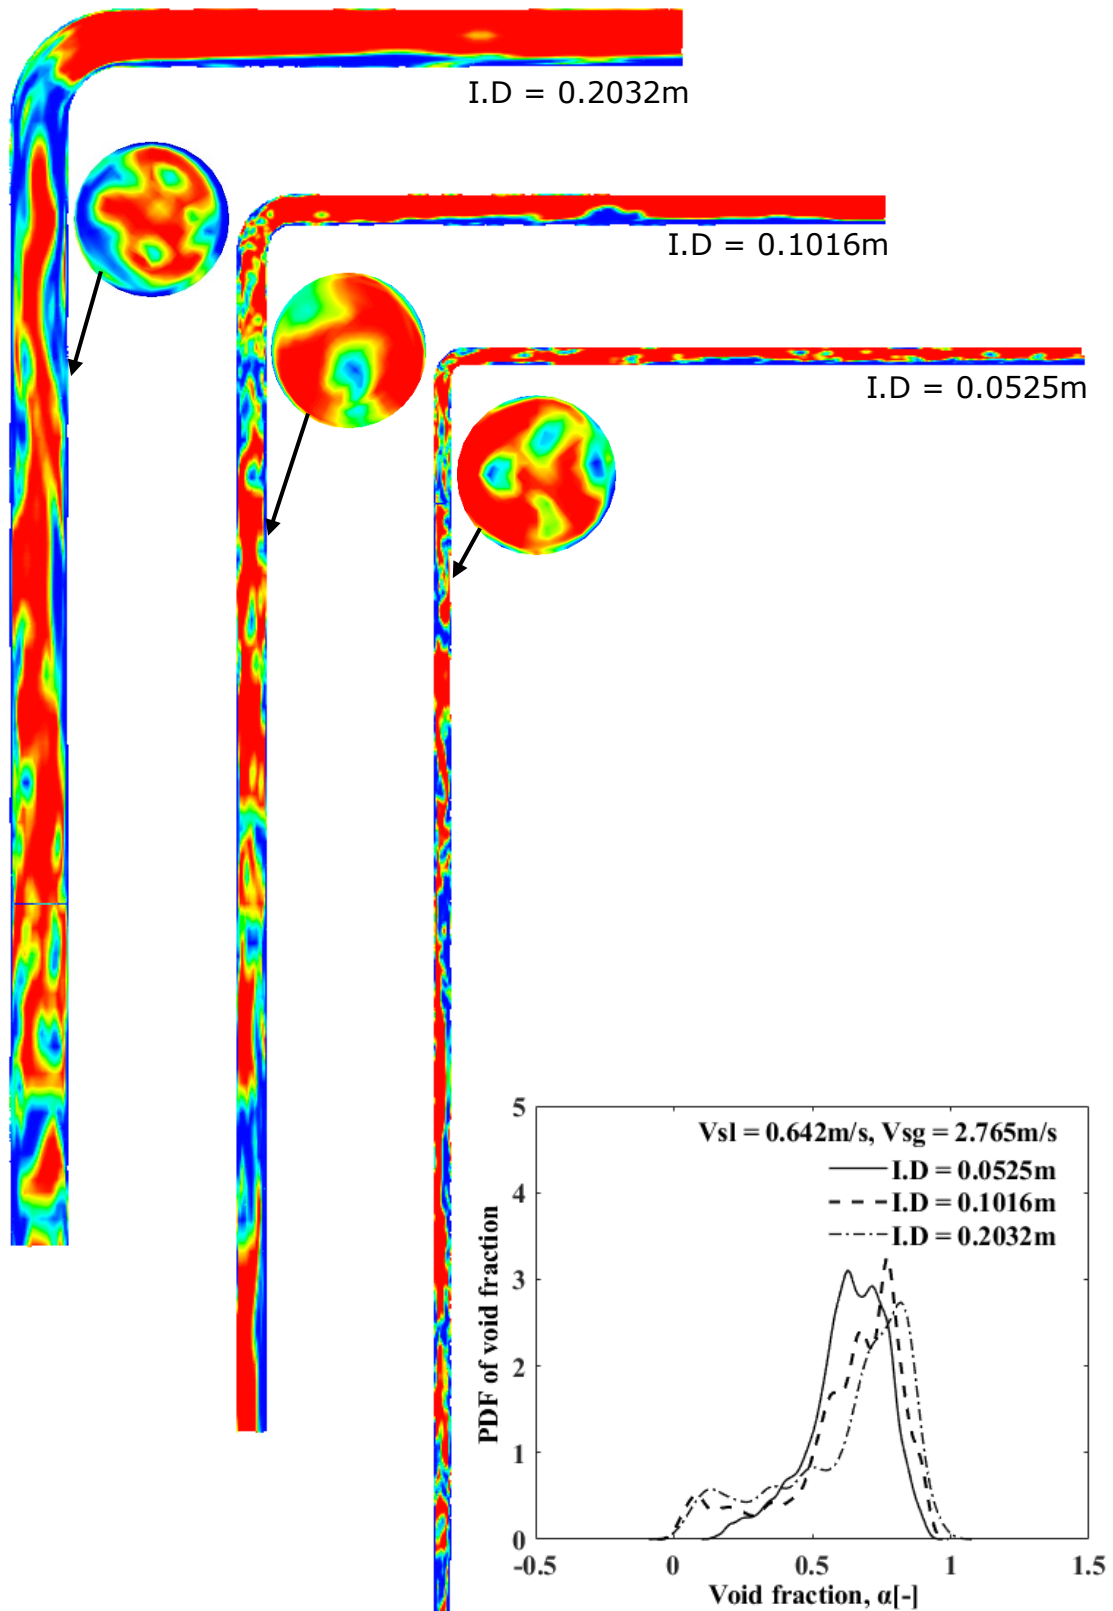 I.D = 0.2032m
I.D = 0.1016m
I.D = 0.0525m
5
4
3
2
1
0
PDF of void fraction
Vsl = 0.642m/s, Vsg = 2.765m/s
I.D = 0.0525m
I.D = 0.1016m
I.D = 0.2032m
-0.5 0 0.5 1 1.5
Void fraction, α[-]